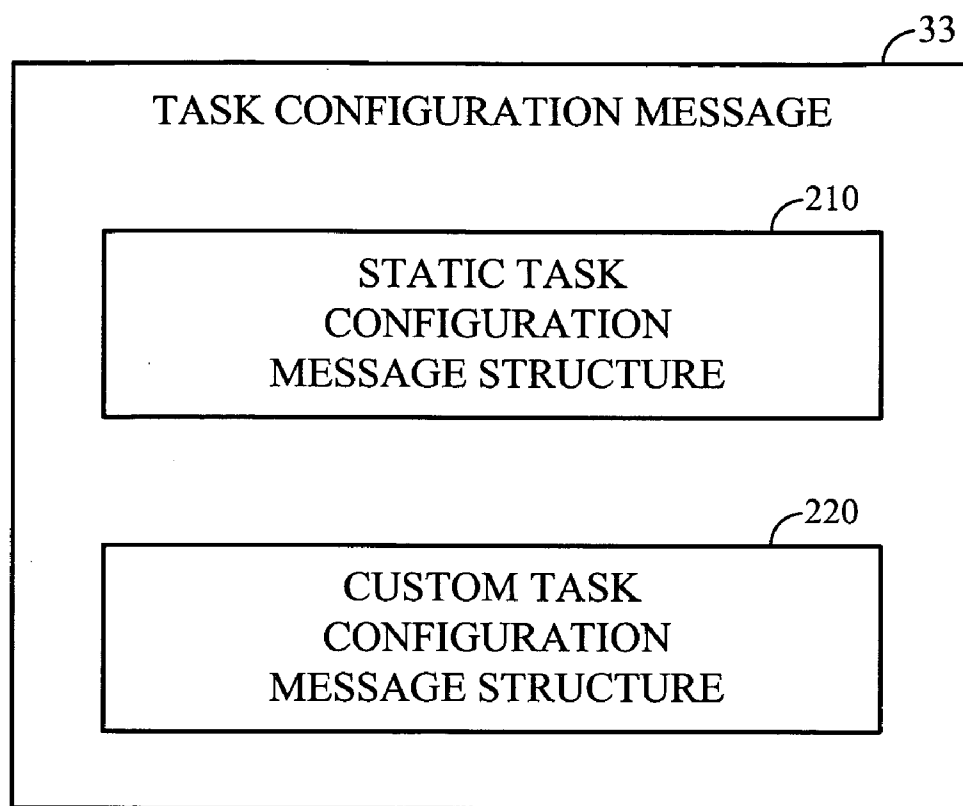 33
TASK CONFIGURATION MESSAGE
210
STATIC TASK
CONFIGURATION
MESSAGE STRUCTURE
220
CUSTOM TASK
CONFIGURATION
MESSAGE STRUCTURE